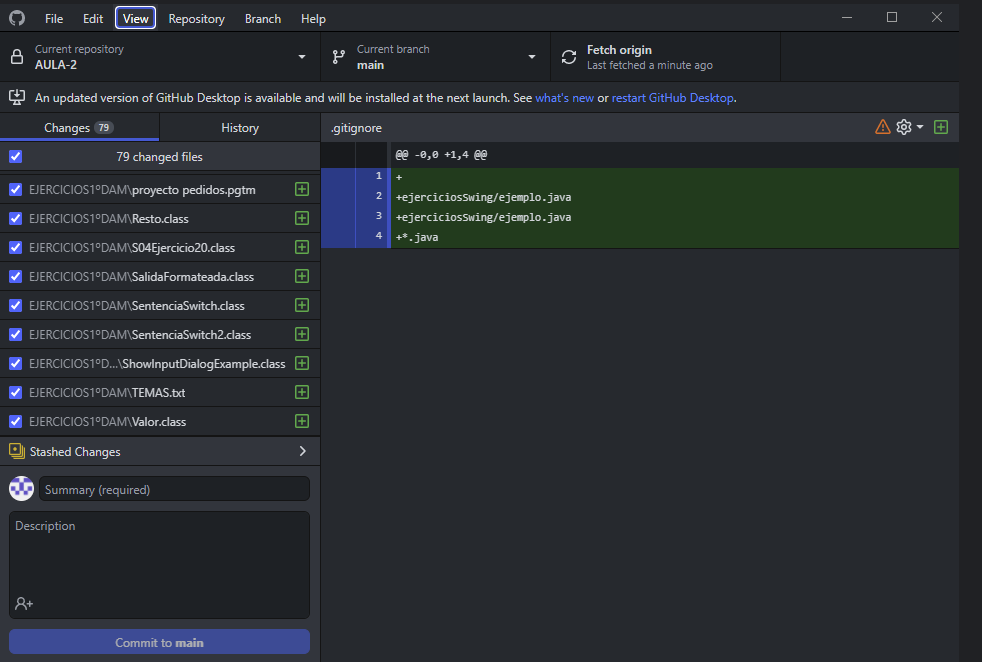 File Edit View Repository Branch Help
Current repository
AULA-2
Current branch
main
Fetch origin
Last fetched a minute ago
An updated version of GitHub Desktop is available and will be installed at the next launch. See what's new or restart GitHub Desktop.
Changes 79
History
79 changed files
EJERCICIOS1ºDAM\proyecto pedidos.pgtm
EJERCICIOS1ºDAM\Resto.class
EJERCICIOS1ºDAM\S04Ejercicio20.class
EJERCICIOS1ºDAM\SalidaFormateada.class
EJERCICIOS1ºDAM\SentenciaSwitch.class
EJERCICIOS1ºDAM\SentenciaSwitch2.class
EJERCICIOS1ºD...\ShowInputDialogExample.class
EJERCICIOS1ºDAM\TEMAS.txt
EJERCICIOS1ºDAM\Valor.class
Stashed Changes
Summary (required)
Description
Commit to main
.gitignore
@@ -0,0 +1,4 @@
1 +
2 +ejerciciosSwing/ejemplo.java
3 +ejerciciosSwing/ejemplo.java
4 +*.java